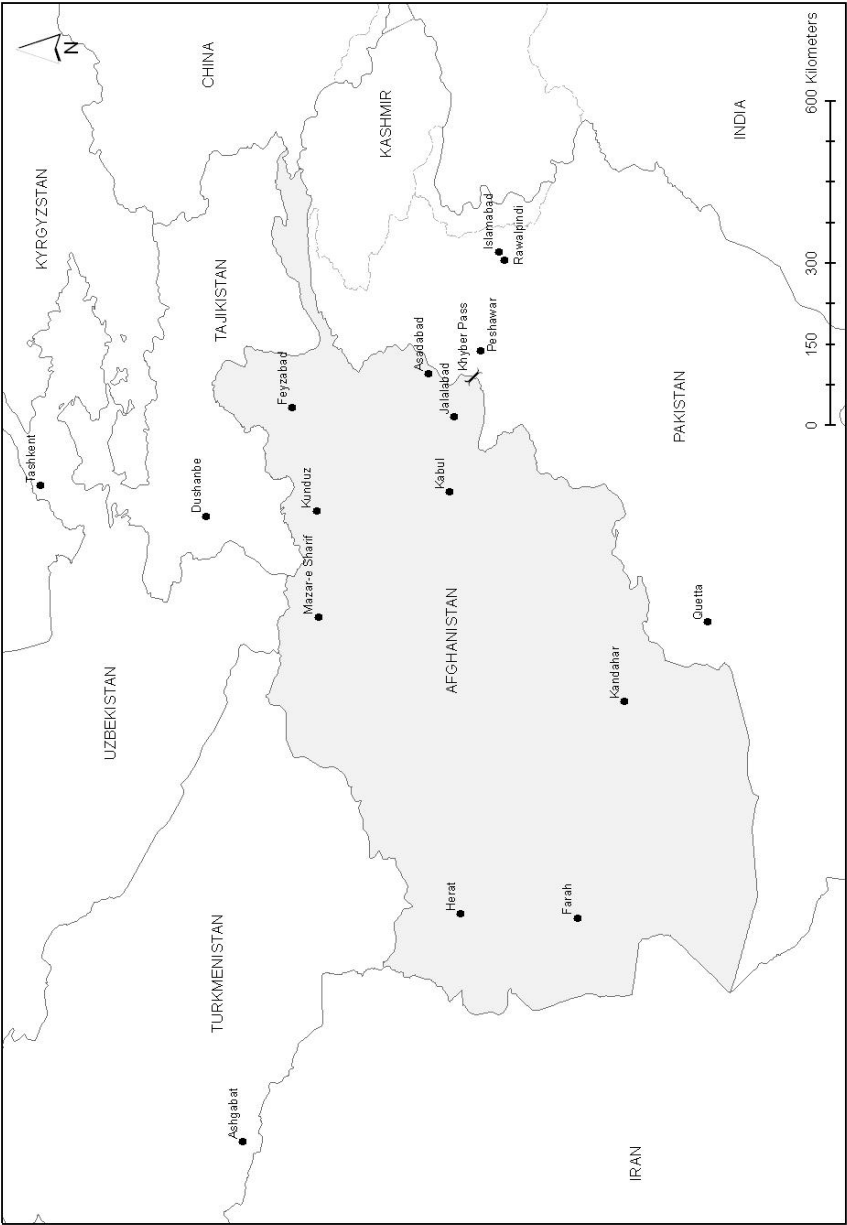 N
KYRGYZSTAN
CHINA
Tashkent
UZBEKISTAN
TAJIKISTAN
Dushanbe
TURKMENISTAN
Ashgabat
Feyzabad
Kunduz
Mazar-e Sharif
KASHMIR
Asadabad
Jalalabad
Khyber Pass
Peshawar
Islamabad
Rawalpindi
Kabul
AFGHANISTAN
Herat
Farah
Kandahar
Quetta
PAKISTAN
IRAN
INDIA
0 150 300 600 Kilometers